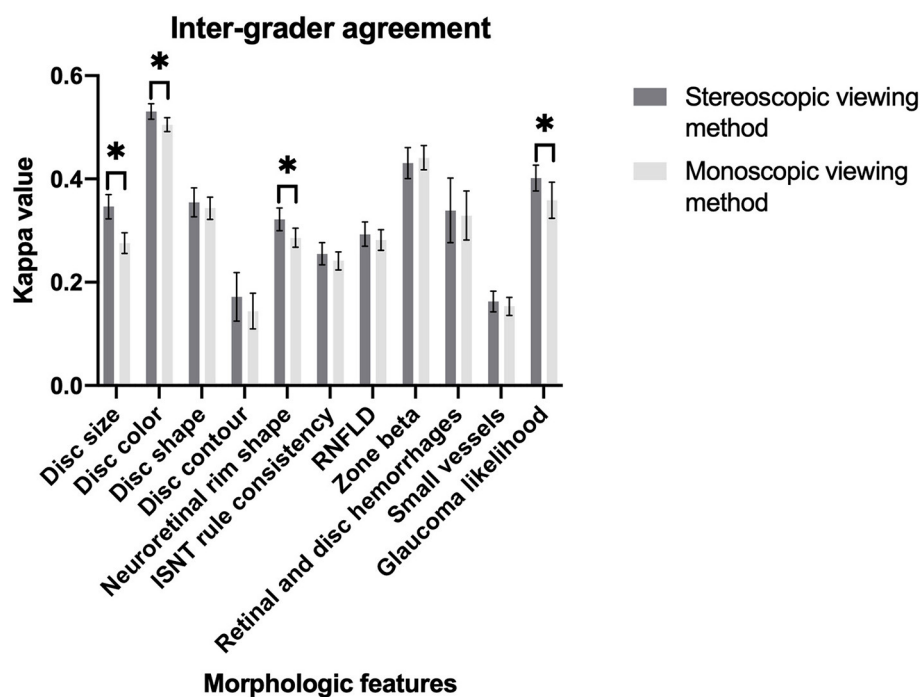 Inter-grader agreement
*
*
*
*
0.6
0.4
0.2
0.0
Kappa value
Stereoscopic viewing
method
Monoscopic viewing
method
Disc size
Disc color
Disc shape
Disc contour
Neuroretinal rim shape
ISNT rule consistency
RNFLD
Zone beta
Retinal and disc hemorrhages
Small vessels
Glaucoma likelihood
Morphologic features